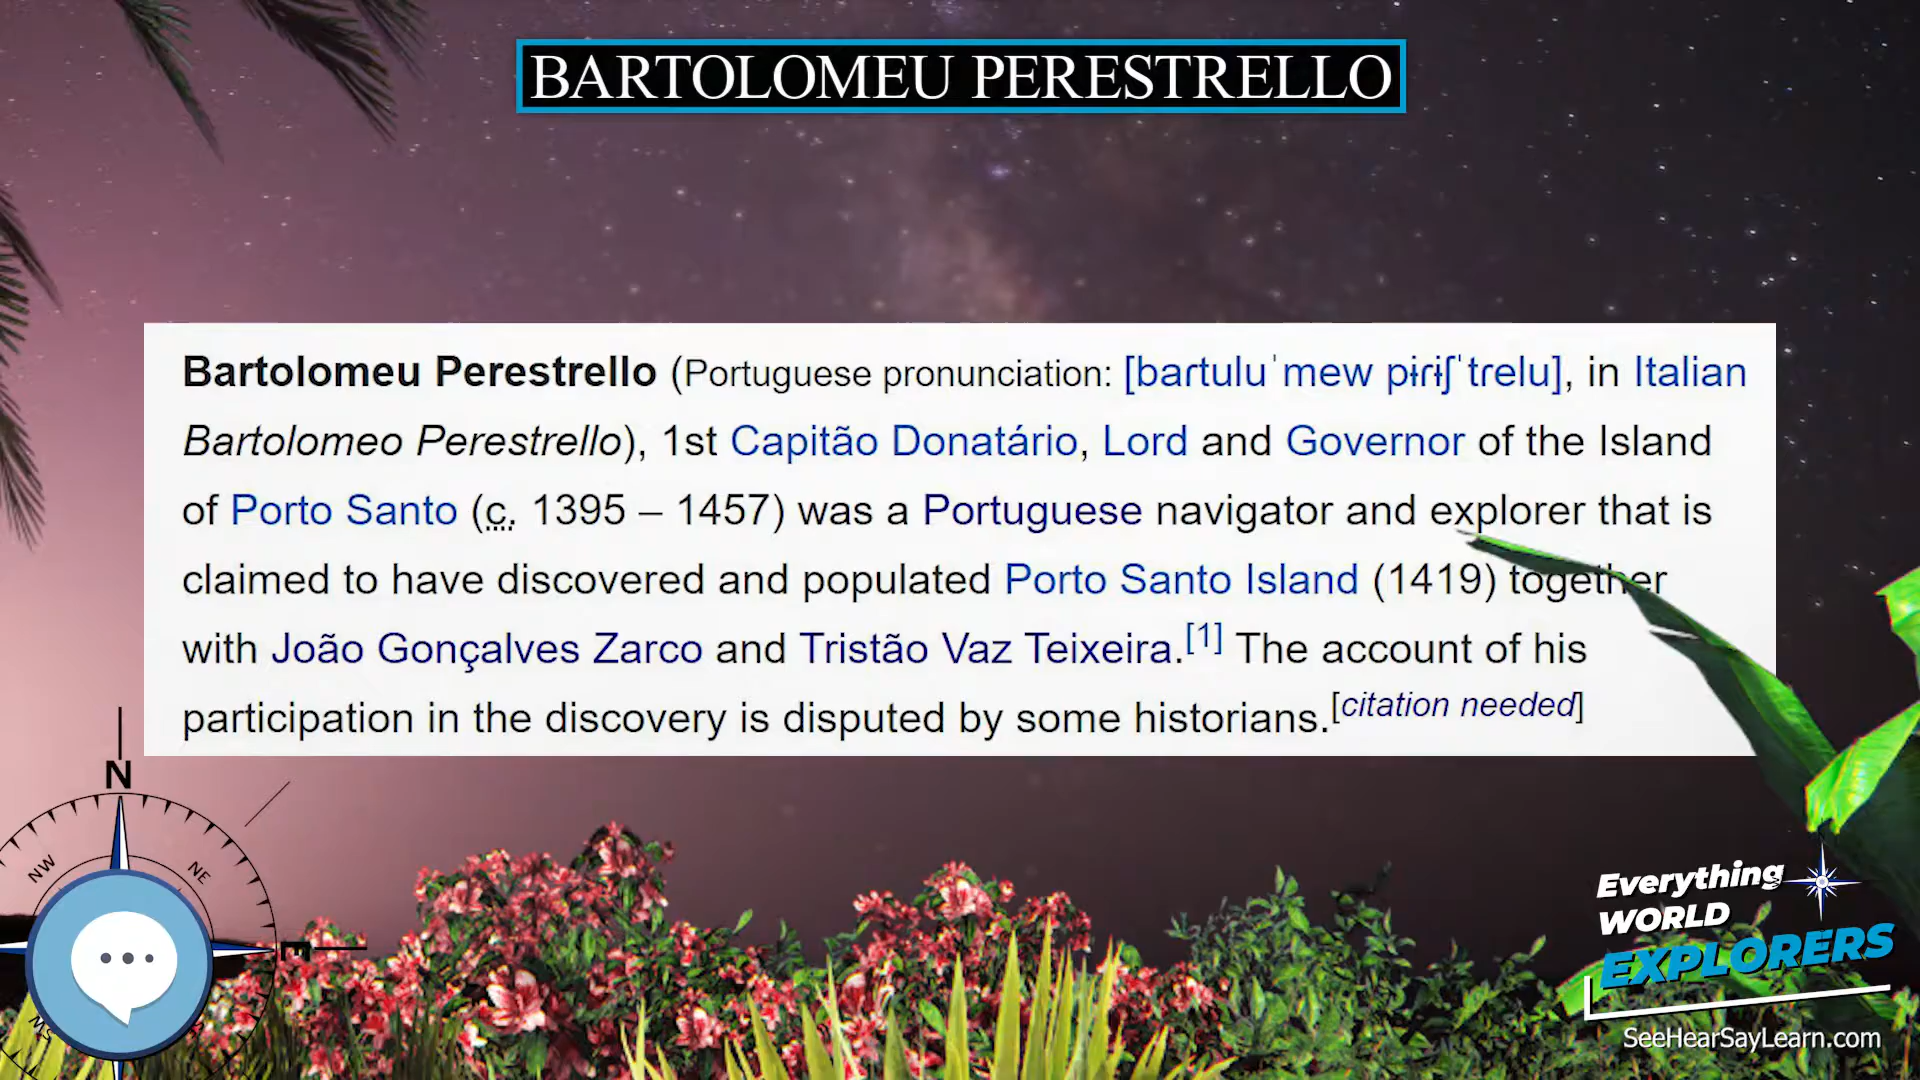 BARTOLOMEU PERESTRELLO
Bartolomeu Perestrello (Portuguese pronunciation: [baɾtuluˈmew pɨɾɨʃˈtɾelu], in Italian
Bartolomeo Perestrello), 1st Capitão Donatário, Lord and Governor of the Island
of Porto Santo (c. 1395 – 1457) was a Portuguese navigator and explorer that is
claimed to have discovered and populated Porto Santo Island (1419) together
with João Gonçalves Zarco and Tristão Vaz Teixeira.[1] The account of his
participation in the discovery is disputed by some historians.[citation needed]
N
NW
NE
E
Everything
WORLD
EXPLORERS
SeeHearSayLearn.com